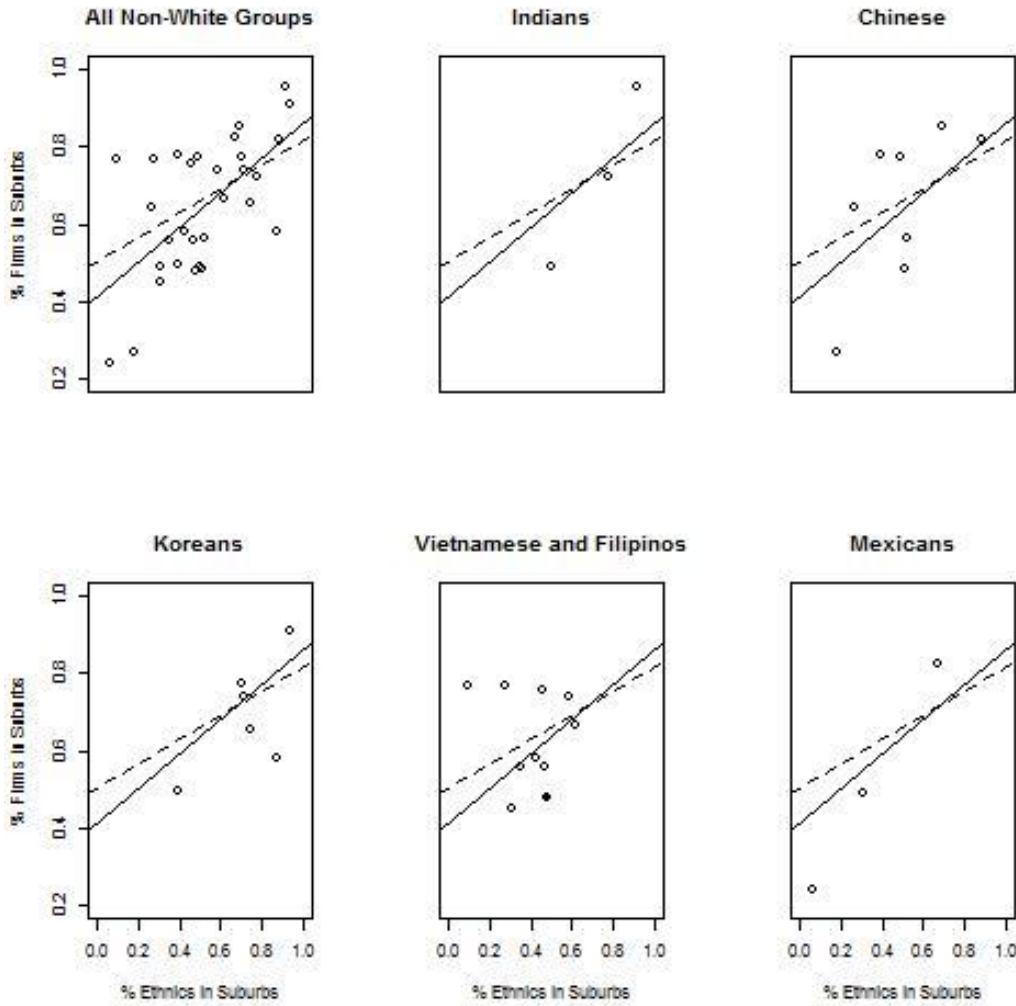 All Non-White Groups
Indians
Chinese
% Firms in Suburbs
1.0
0.8
0.6
0.4
0.2
Koreans
Vietnamese and Filipinos
Mexicans
% Firms in Suburbs
1.0
0.8
0.6
0.4
0.2
0.0 0.2 0.4 0.6 0.8 1.0
0.0 0.2 0.4 0.6 0.8 1.0
0.0 0.2 0.4 0.6 0.8 1.0
% Ethnics in Suburbs
% Ethnics in Suburbs
% Ethnics in Suburbs